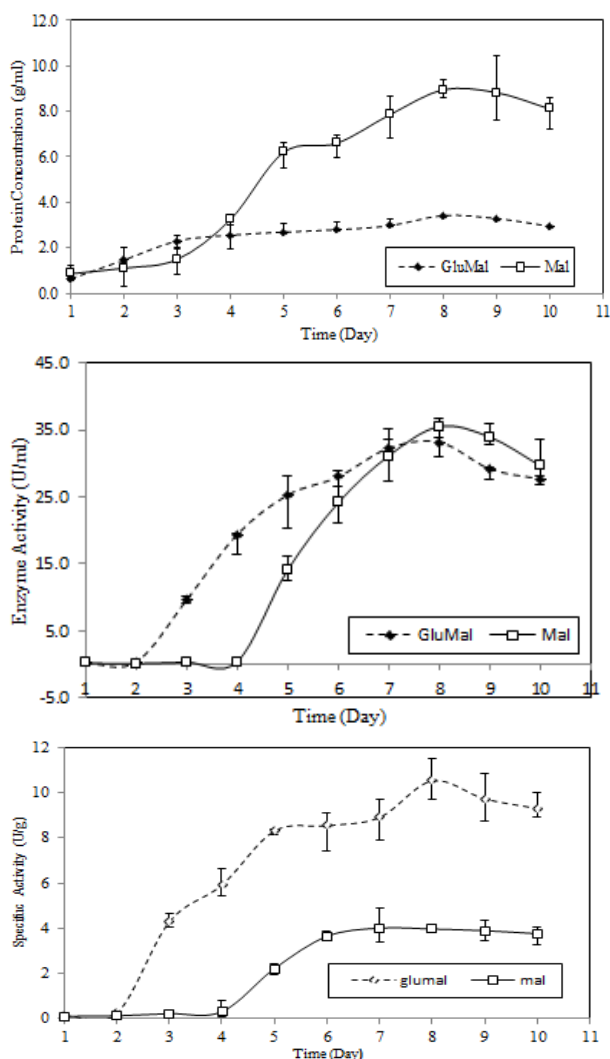 Protein Concentration (g/ml)
12.0
10.0
8.0
6.0
4.0
2.0
0.0
GluMal Mal
1 2 3 4 5 6 7 8 9 10 11
Time (Day)
Enzyme Activity (U/ml)
45.0
35.0
25.0
15.0
5.0
-5.0
GluMal Mal
1 2 3 4 5 6 7 8 9 10 11
Time (Day)
Specific Activity (U/g)
12
10
8
6
4
2
0
glumal mal
1 2 3 4 5 6 7 8 9 10 11
Time (Day)